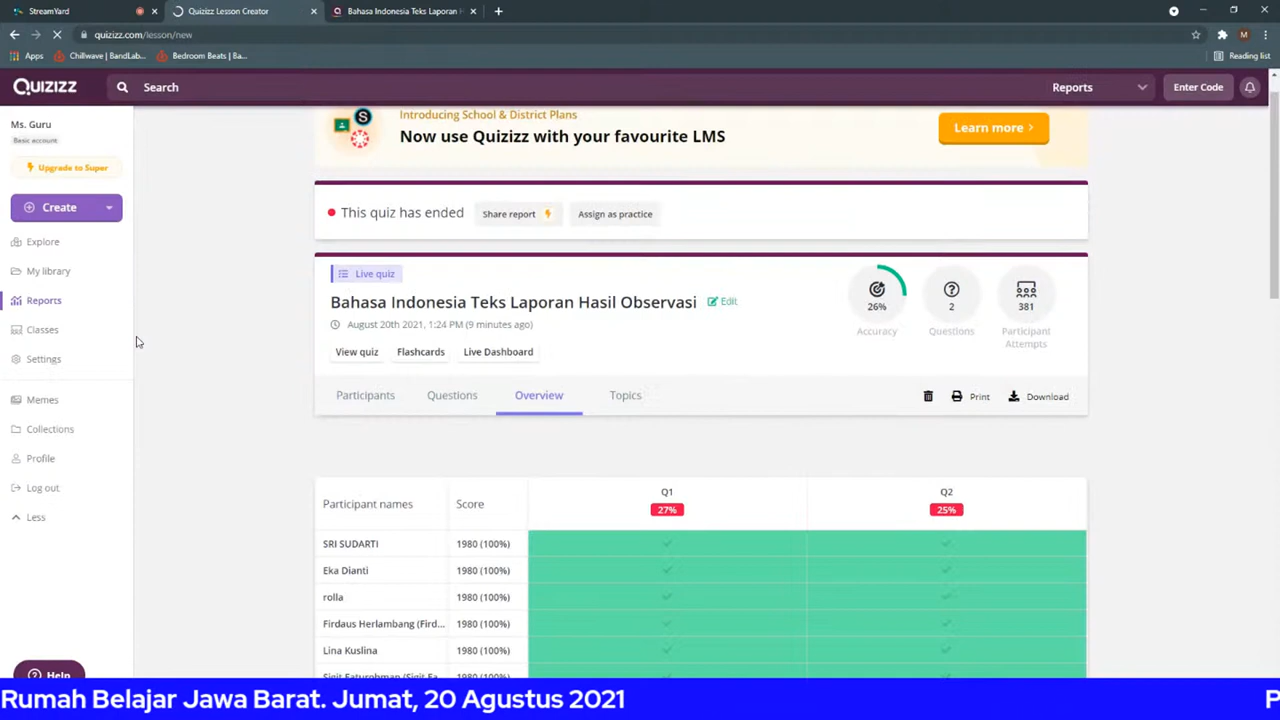 StreamYard
Quizizz Lesson Creator
Bahasa Indonesia Teks Laporan H
quizizz.com/lesson/new
M
Apps
Chillwave | BandLab...
Bedroom Beats | Ba...
Reading list
QUIZIZZ
Search
Reports
Enter Code
Ms. Guru
Basic account
Upgrade to Super
Create
Explore
My library
Reports
Classes
Settings
Memes
Collections
Profile
Log out
Less
Help
Introducing School & District Plans
Now use Quizizz with your favourite LMS
Learn more >
This quiz has ended
Share report
Assign as practice
Live quiz
Bahasa Indonesia Teks Laporan Hasil Observasi
Edit
August 20th 2021, 1:24 PM (9 minutes ago)
View quiz
Flashcards
Live Dashboard
26%
Accuracy
2
Questions
381
Participant
Attempts
Participants
Questions
Overview
Topics
Print
Download
Participant names
Score
Q1
27%
Q2
25%
SRI SUDARTI
1980 (100%)
Eka Dianti
1980 (100%)
rolla
1980 (100%)
Firdaus Herlambang (Fird...
1980 (100%)
Lina Kuslina
1980 (100%)
Rumah Belajar Jawa Barat. Jumat, 20 Agustus 2021
P